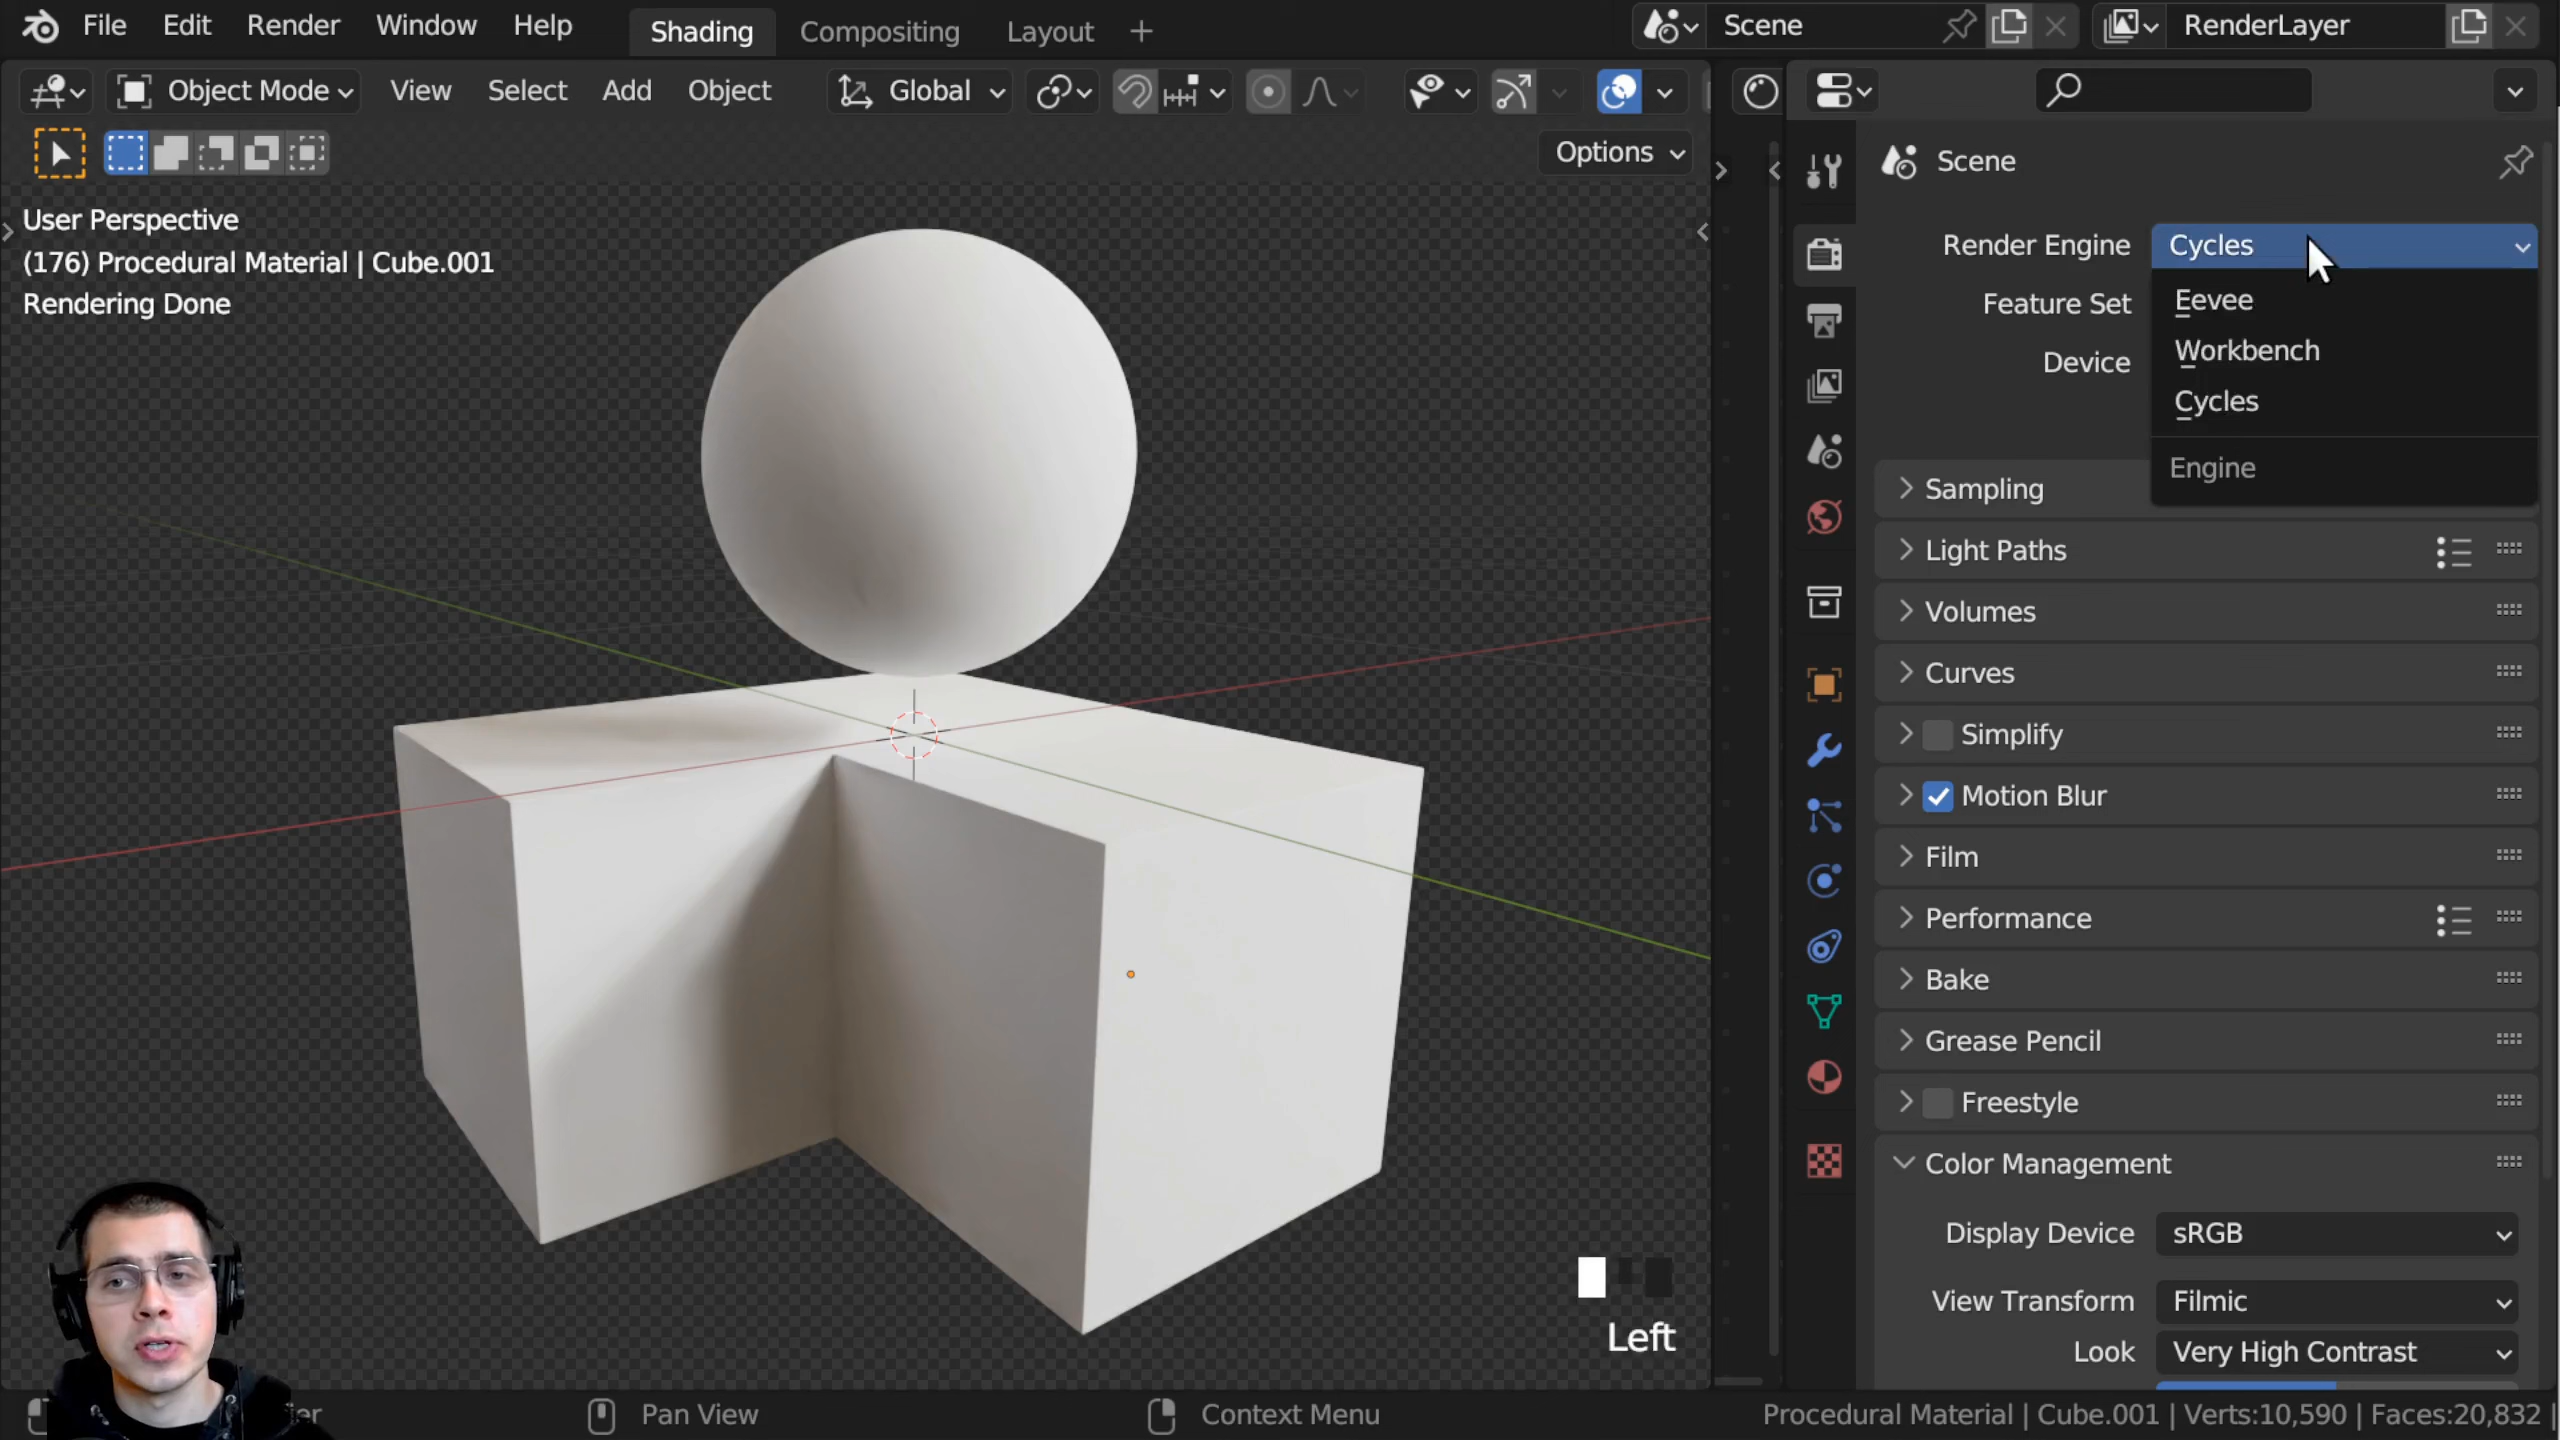 File Edit Render Window Help Shading Compositing Layout + Scene RenderLayer
Object Mode View Select Add Object Global
Options
User Perspective
(176) Procedural Material | Cube.001
Rendering Done
Scene
Render Engine Cycles
Eevee
Workbench
Cycles
Engine
Feature Set
Device
Sampling
Light Paths
Volumes
Curves
Simplify
Motion Blur
Film
Performance
Bake
Grease Pencil
Freestyle
Color Management
Display Device sRGB
View Transform Filmic
Look Very High Contrast
Left
Pan View Context Menu Procedural Material | Cube.001 | Verts:10,590 | Faces:20,832 |